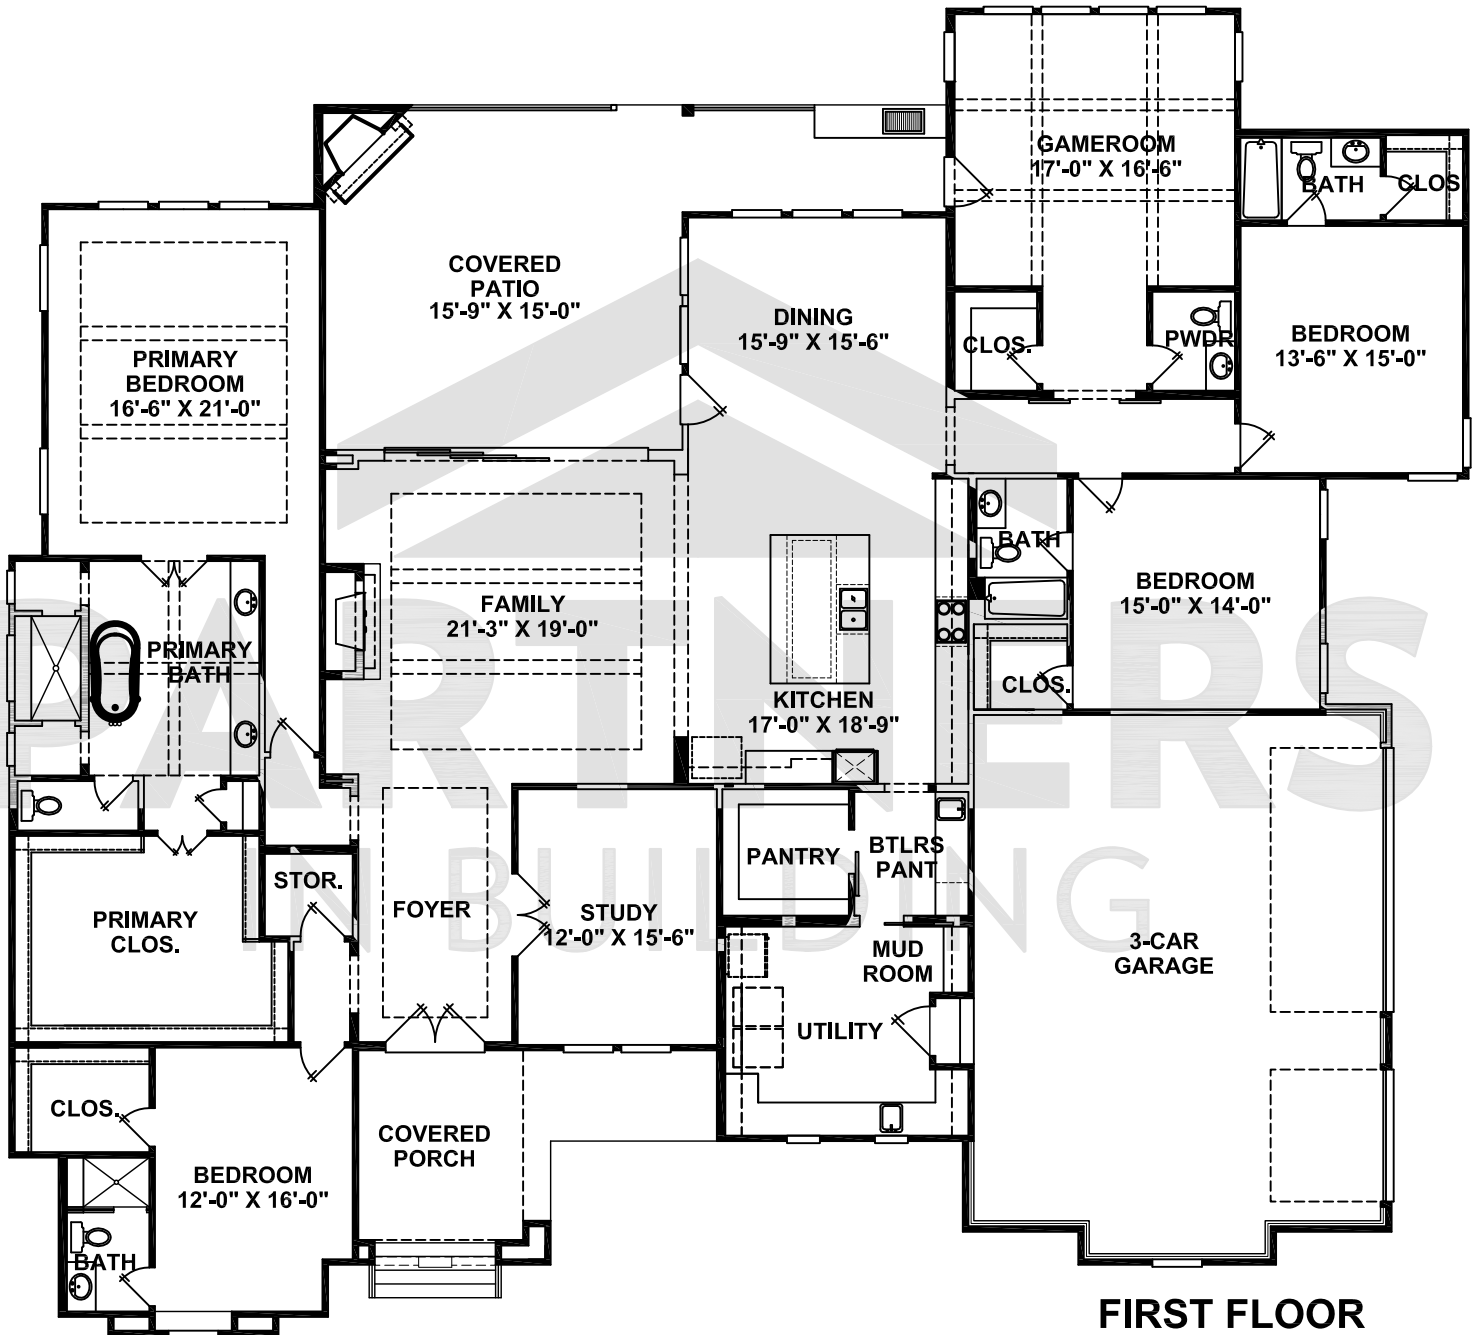 GAMEROOM
17'-0" X 16'-6"
BATH
CLOS.
COVERED
PATIO
15'-9" X 15'-0"
DINING
15'-9" X 15'-6"
CLOS.
PWDR
BEDROOM
13'-6" X 15'-0"
PRIMARY
BEDROOM
16'-6" X 21'-0"
BATH
BEDROOM
15'-0" X 14'-0"
FAMILY
21'-3" X 19'-0"
PRIMARY
BATH
CLOS.
KITCHEN
17'-0" X 18'-9"
PARTNERS
IN BUILDING
PANTRY
BTLRS
PANT
STOR.
FOYER
STUDY
12'-0" X 15'-6"
PRIMARY
CLOS.
MUD
ROOM
3-CAR
GARAGE
UTILITY
CLOS.
COVERED
PORCH
BEDROOM
12'-0" X 16'-0"
BATH
FIRST FLOOR